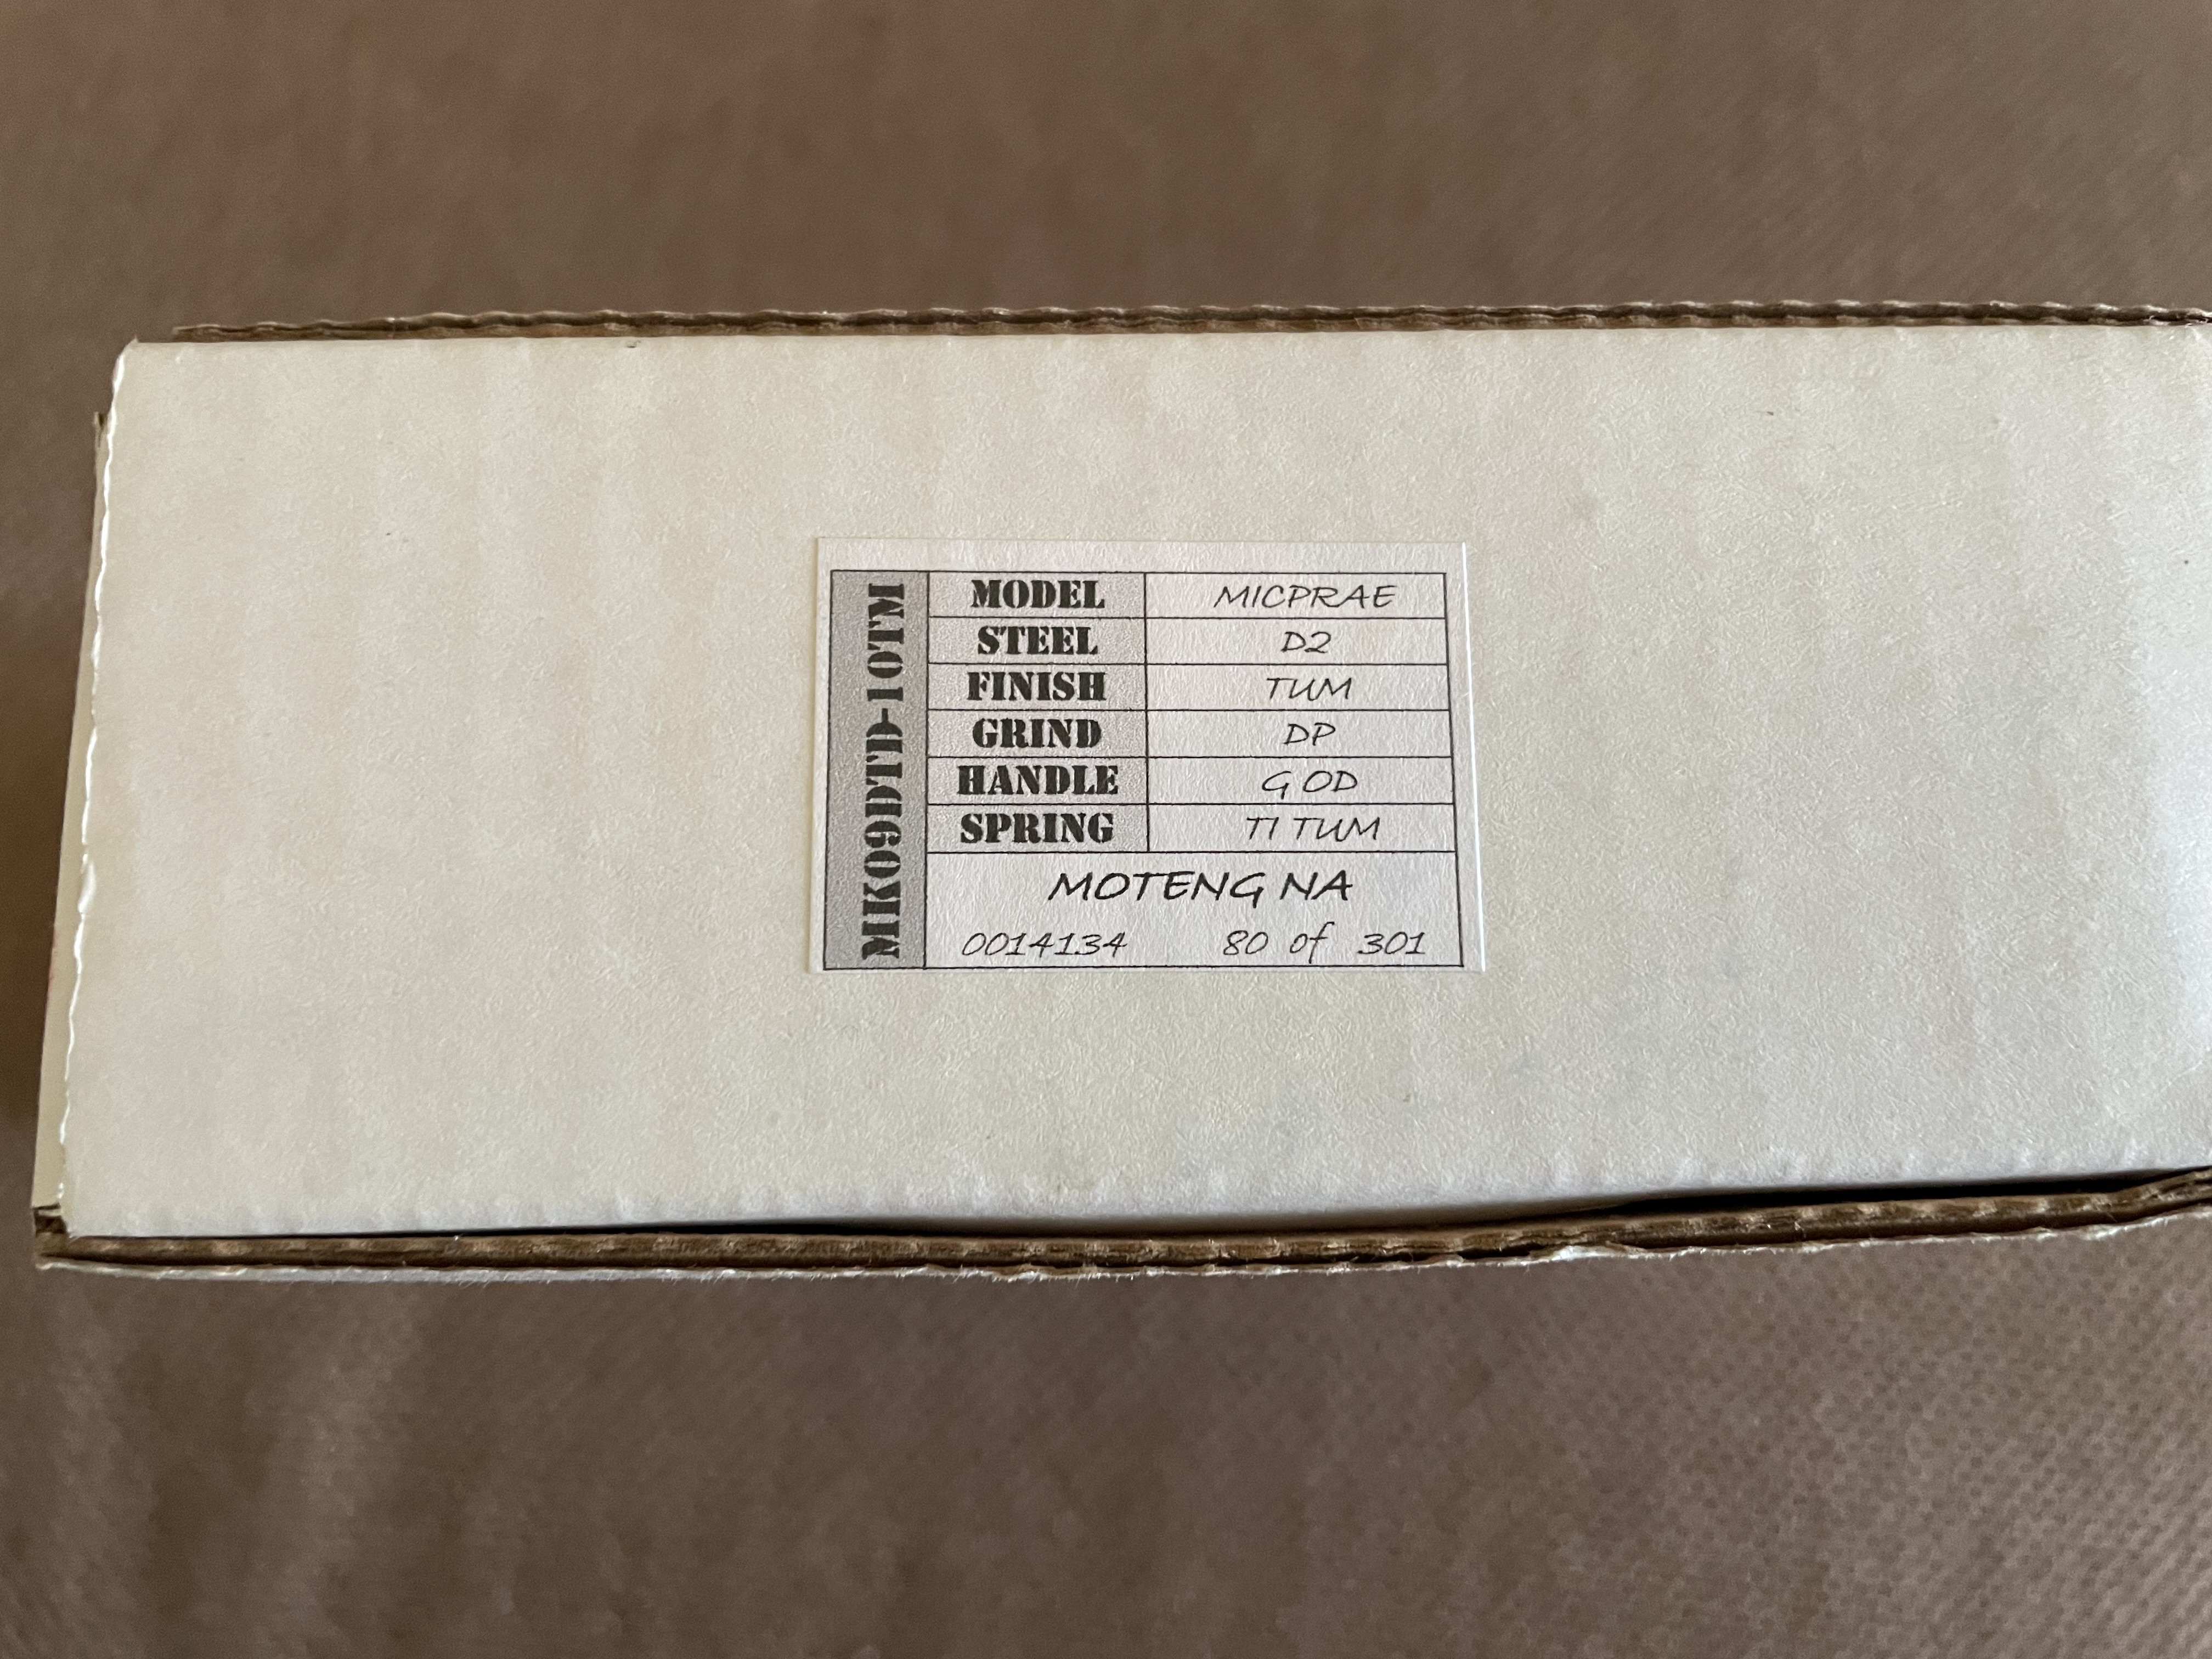 MK09DTD-10TM
MODEL MICPRAE
STEEL D2
FINISH TUM
GRIND DP
HANDLE G OD
SPRING TI TUM
MOTENG NA
0014134 80 of 301